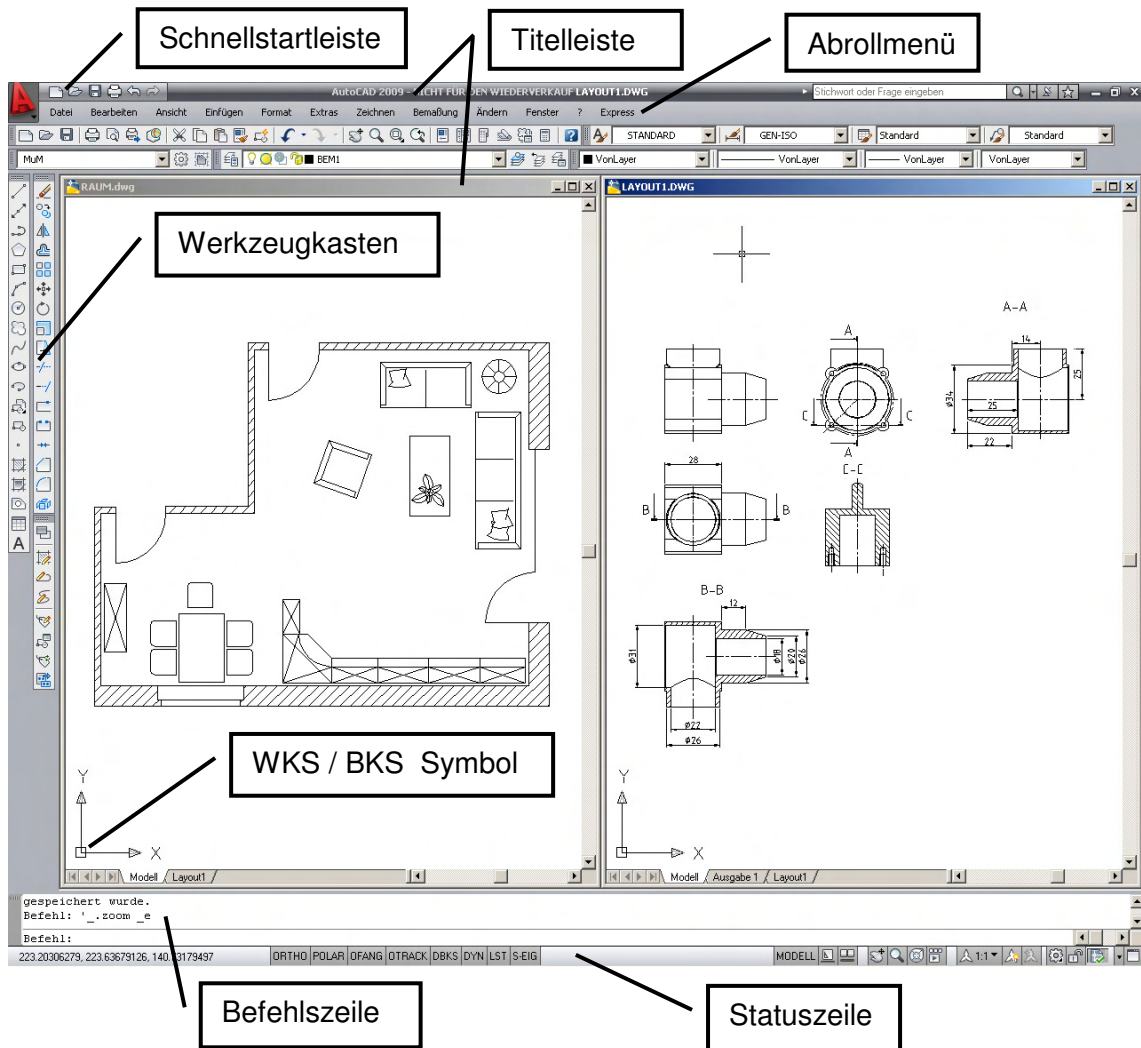 Schnellstartleiste
Titelleiste
Abrollmenü
AutoCAD 2009 - NICHT FÜR DEN WIEDERVERKAUF LAYOUT1.DWG
Stichwort oder Frage eingeben
Datei Bearbeiten Ansicht Einfügen Format Extras Zeichnen Bemaßung Ändern Fenster ? Express
STANDARD GEN-ISO Standard Standard
MuM BEM1 VonLayer VonLayer VonLayer VonLayer
RAUM.dwg
Werkzeugkasten
A
WKS / BKS Symbol
Y
X
Modell Layout1
LAYOUT1.DWG
A-A
A
14
25
ø34
25
22
C C
A
28
C-C
B B
B-B
12
ø31
ø18
ø20
ø26
ø22
ø26
Y
X
Modell Ausgabe 1 Layout1
gespeichert wurde.
Befehl: '_.zoom _e
Befehl:
223.20306279, 223.63679126, 140.73179497 ORTHO POLAR OFANG OTRACK DBKS DYN LST S-EIG MODELL 1:1
Befehlszeile
Statuszeile